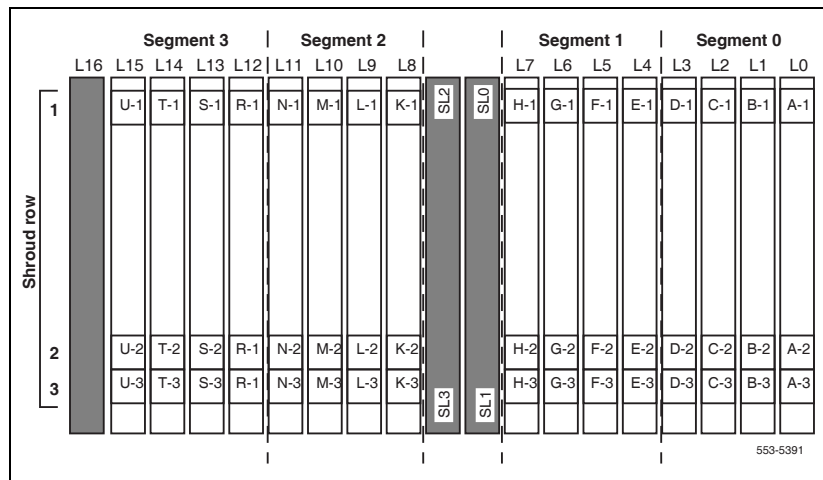 Segment 3 Segment 2 Segment 1 Segment 0
L16 L15 L14 L13 L12 L11 L10 L9 L8 L7 L6 L5 L4 L3 L2 L1 L0
1 U-1 T-1 S-1 R-1 N-1 M-1 L-1 K-1 SL2 SL0 H-1 G-1 F-1 E-1 D-1 C-1 B-1 A-1
Shroud row
2 U-2 T-2 S-2 R-1 N-2 M-2 L-2 K-2 H-2 G-2 F-2 E-2 D-2 C-2 B-2 A-2
3 U-3 T-3 S-3 R-1 N-3 M-3 L-3 K-3 SL3 SL1 H-3 G-3 F-3 E-3 D-3 C-3 B-3 A-3
553-5391